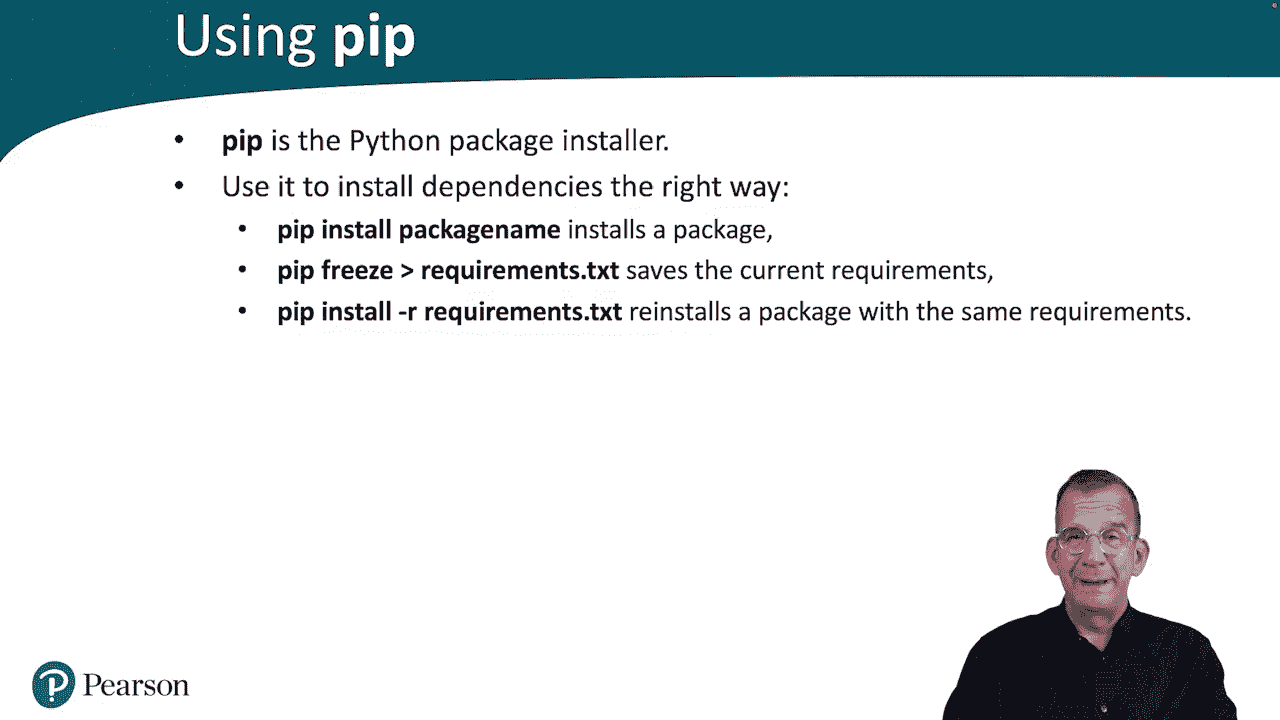 Using pip
• pip is the Python package installer.
• Use it to install dependencies the right way:
• pip install packagename installs a package,
• pip freeze > requirements.txt saves the current requirements,
• pip install -r requirements.txt reinstalls a package with the same requirements.
Pearson